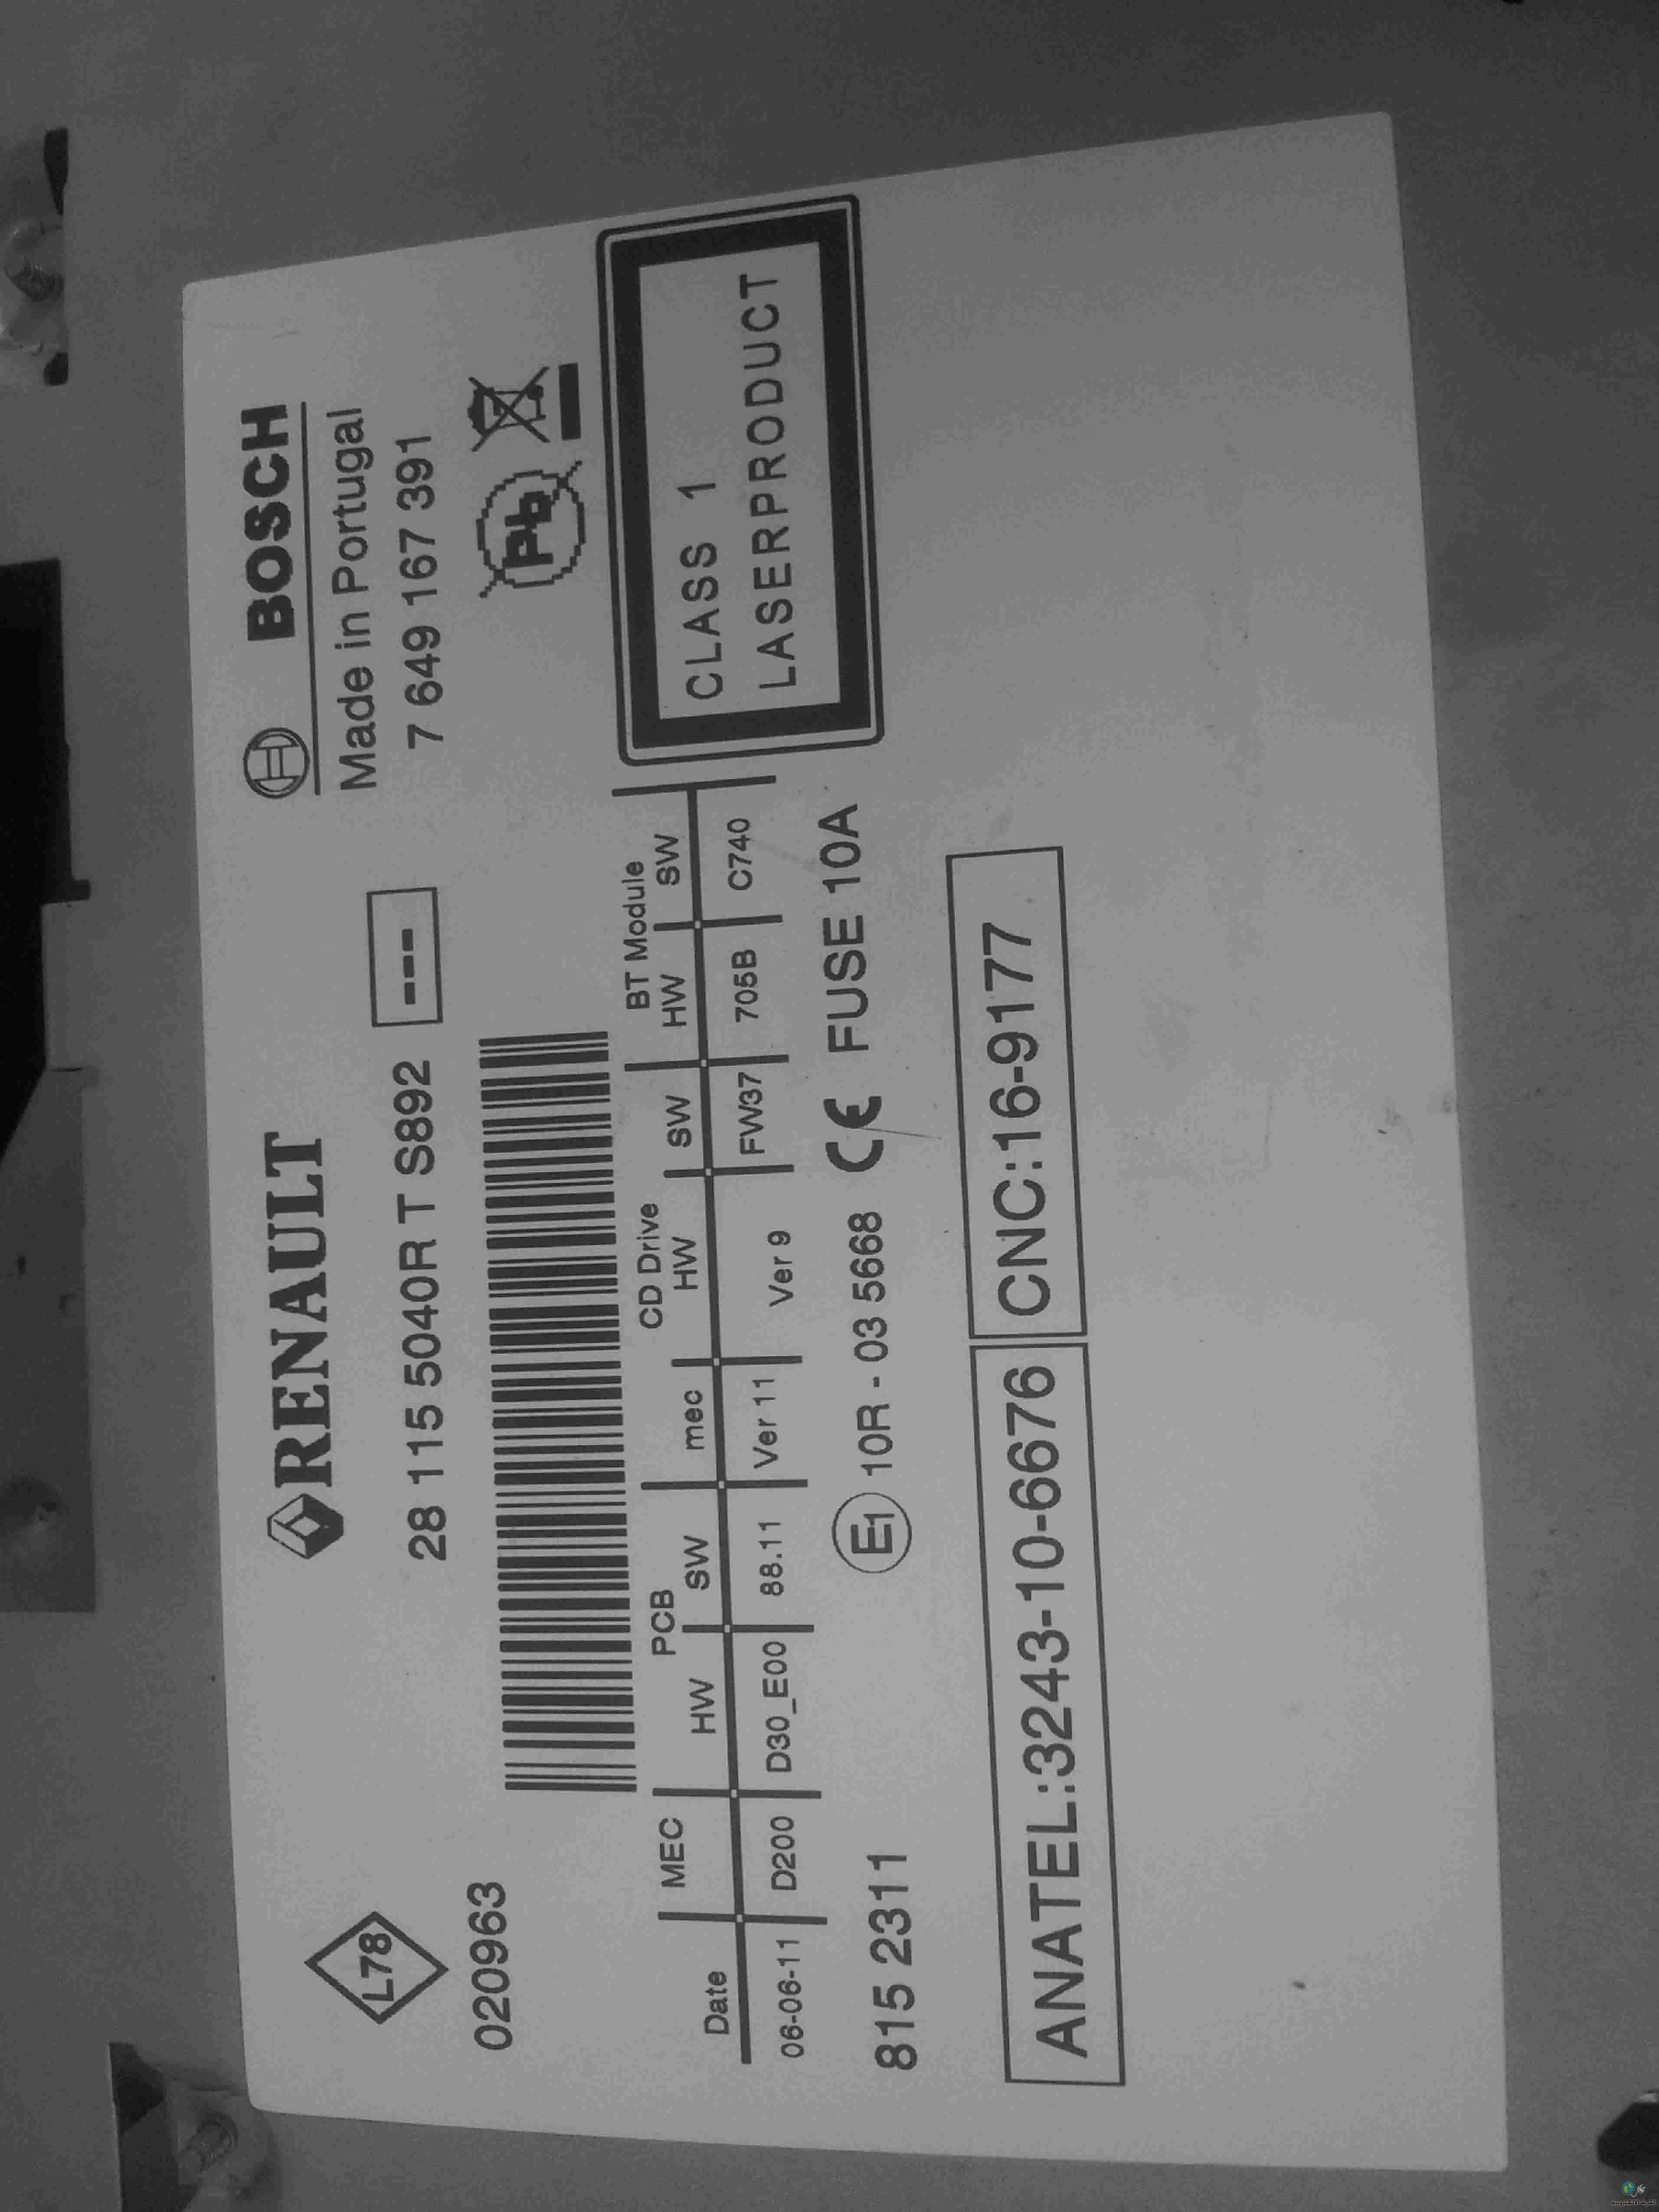 L78
RENAULT
BOSCH
Made in Portugal
28 115 5040R T S892 ---
7 649 167 391
020963
Pb
PCB CD Drive BT Module
Date MEC HW SW mec HW SW HW SW
06-06-11 D200 D30_E00 88.11 Ver 11 Ver 9 FW37 705B C740
CLASS 1
LASERPRODUCT
815 2311 E1 10R - 03 5668 CE FUSE 10A
ANATEL:3243-10-6676 CNC:16-9177